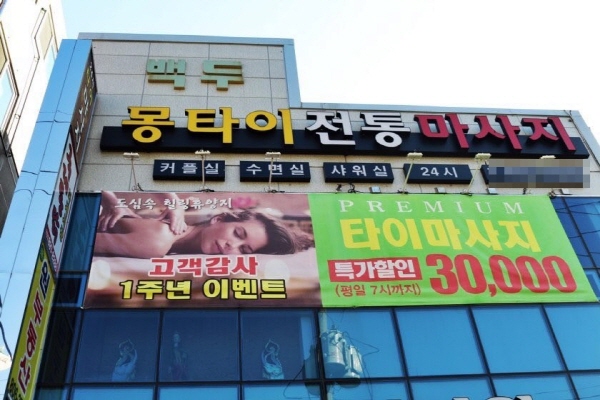 백두
몽타이전통마사지
커플실 수면실 샤워실 24시
도심속 힐링휴양지
고객감사
1주년 이벤트
PREMIUM
타이마사지
특가할인 30,000
(평일 7시까지)